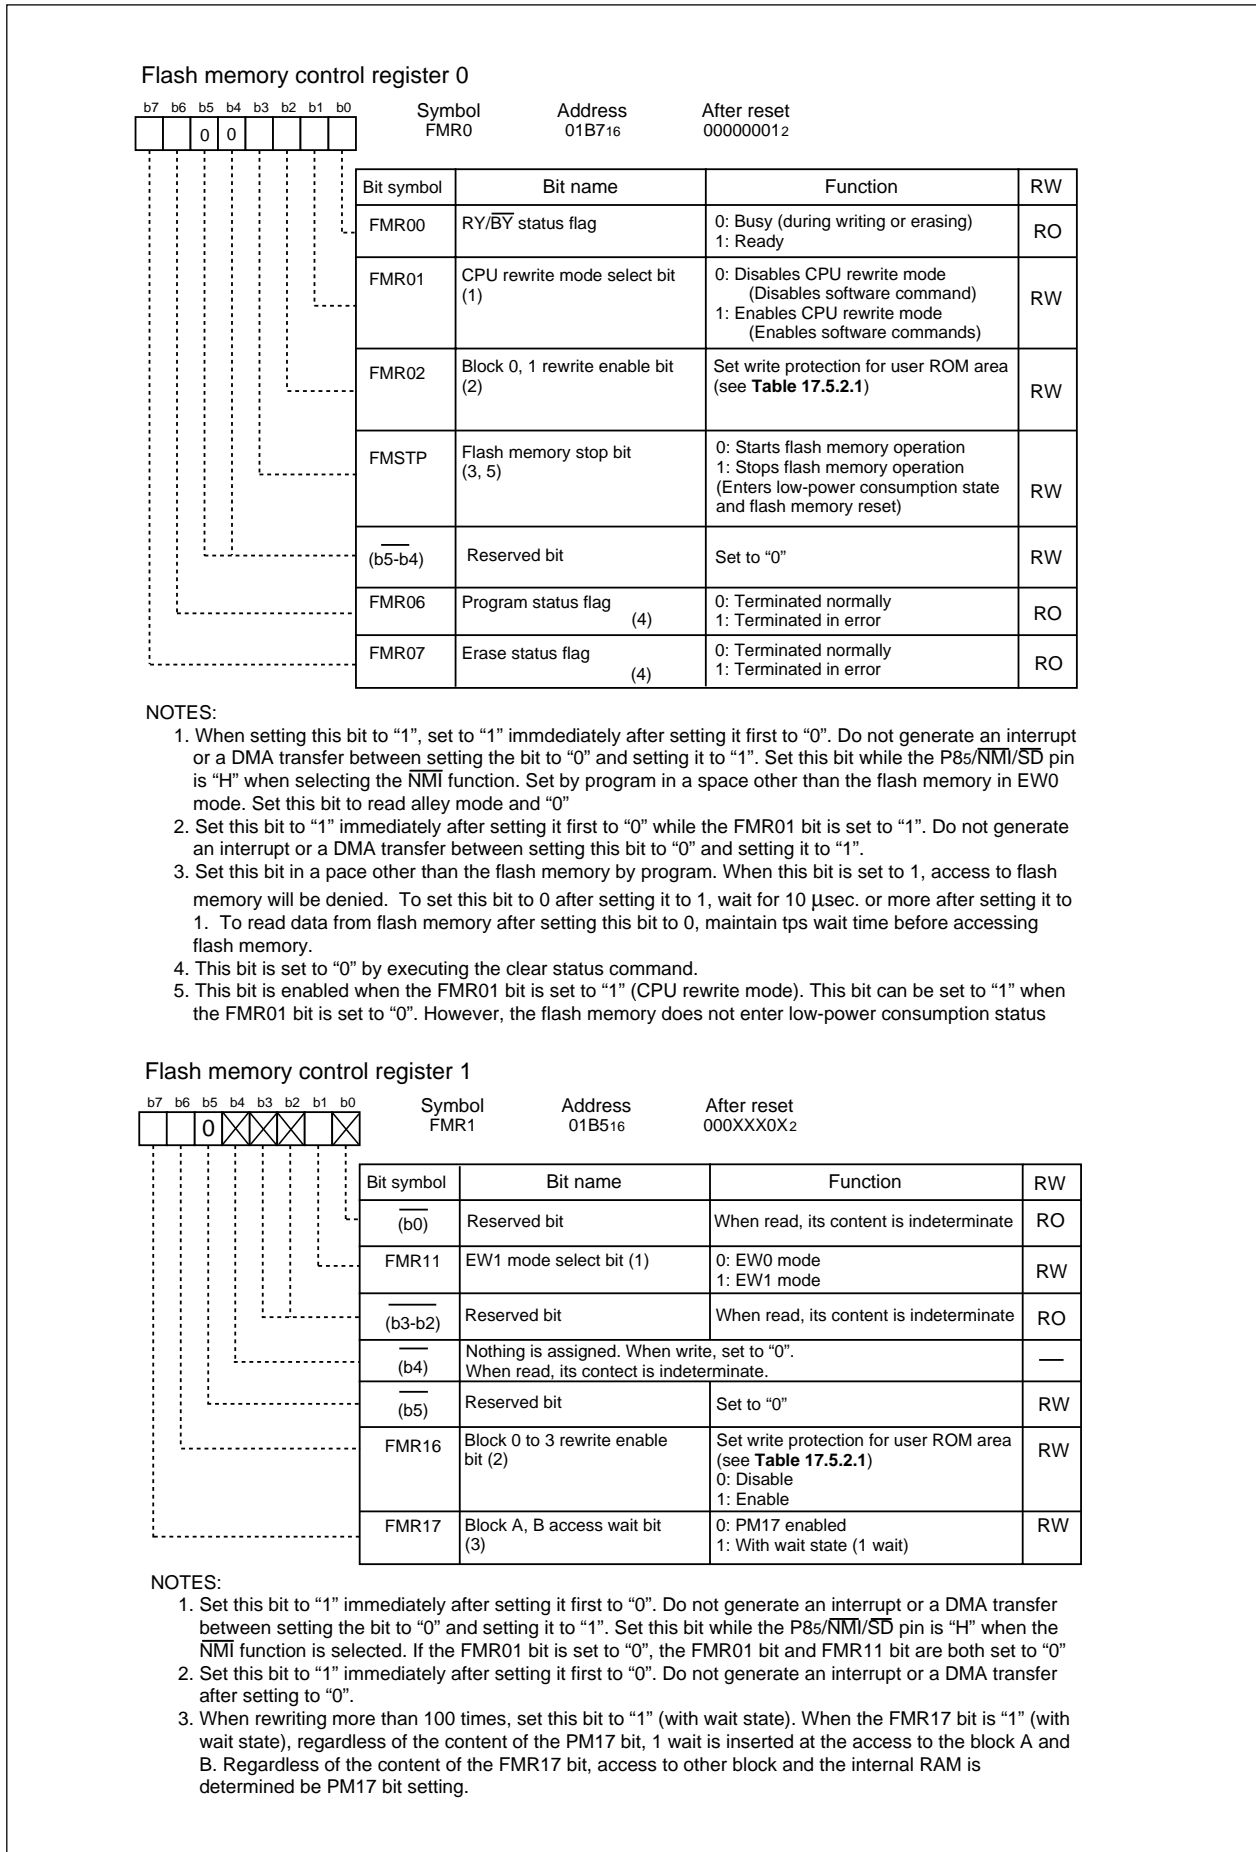 Flash memory control register 0
b7 b6 b5 b4 b3 b2 b1 b0
0 0
Symbol Address After reset
FMR0 01B716 000000012
Bit symbol Bit name Function RW
FMR00 RY/BY status flag 0: Busy (during writing or erasing)
1: Ready RO
FMR01 CPU rewrite mode select bit 0: Disables CPU rewrite mode
(1) (Disables software command) RW
1: Enables CPU rewrite mode
(Enables software commands)
FMR02 Block 0, 1 rewrite enable bit Set write protection for user ROM area
(2) (see Table 17.5.2.1) RW
FMSTP Flash memory stop bit 0: Starts flash memory operation
(3, 5) 1: Stops flash memory operation
(Enters low-power consumption state RW
and flash memory reset)
(b5-b4) Reserved bit Set to “0” RW
FMR06 Program status flag 0: Terminated normally
(4) 1: Terminated in error RO
FMR07 Erase status flag 0: Terminated normally
(4) 1: Terminated in error RO
NOTES:
1. When setting this bit to “1”, set to “1” immdediately after setting it first to “0”. Do not generate an interrupt
or a DMA transfer between setting the bit to “0” and setting it to “1”. Set this bit while the P85/NMI/SD pin
is “H” when selecting the NMI function. Set by program in a space other than the flash memory in EW0
mode. Set this bit to read alley mode and “0”
2. Set this bit to “1” immediately after setting it first to “0” while the FMR01 bit is set to “1”. Do not generate
an interrupt or a DMA transfer between setting this bit to “0” and setting it to “1”.
3. Set this bit in a pace other than the flash memory by program. When this bit is set to 1, access to flash
memory will be denied. To set this bit to 0 after setting it to 1, wait for 10 μsec. or more after setting it to
1. To read data from flash memory after setting this bit to 0, maintain tps wait time before accessing
flash memory.
4. This bit is set to “0” by executing the clear status command.
5. This bit is enabled when the FMR01 bit is set to “1” (CPU rewrite mode). This bit can be set to “1” when
the FMR01 bit is set to “0”. However, the flash memory does not enter low-power consumption status
Flash memory control register 1
b7 b6 b5 b4 b3 b2 b1 b0
0
Symbol Address After reset
FMR1 01B516 000XXX0X2
Bit symbol Bit name Function RW
(b0) Reserved bit When read, its content is indeterminate RO
FMR11 EW1 mode select bit (1) 0: EW0 mode
1: EW1 mode RW
(b3-b2) Reserved bit When read, its content is indeterminate RO
(b4) Nothing is assigned. When write, set to “0”. —
When read, its contect is indeterminate.
(b5) Reserved bit Set to “0” RW
FMR16 Block 0 to 3 rewrite enable Set write protection for user ROM area RW
bit (2) (see Table 17.5.2.1)
0: Disable
1: Enable
FMR17 Block A, B access wait bit 0: PM17 enabled RW
(3) 1: With wait state (1 wait)
NOTES:
1. Set this bit to “1” immediately after setting it first to “0”. Do not generate an interrupt or a DMA transfer
between setting the bit to “0” and setting it to “1”. Set this bit while the P85/NMI/SD pin is “H” when the
NMI function is selected. If the FMR01 bit is set to “0”, the FMR01 bit and FMR11 bit are both set to “0”
2. Set this bit to “1” immediately after setting it first to “0”. Do not generate an interrupt or a DMA transfer
after setting to “0”.
3. When rewriting more than 100 times, set this bit to “1” (with wait state). When the FMR17 bit is “1” (with
wait state), regardless of the content of the PM17 bit, 1 wait is inserted at the access to the block A and
B. Regardless of the content of the FMR17 bit, access to other block and the internal RAM is
determined be PM17 bit setting.